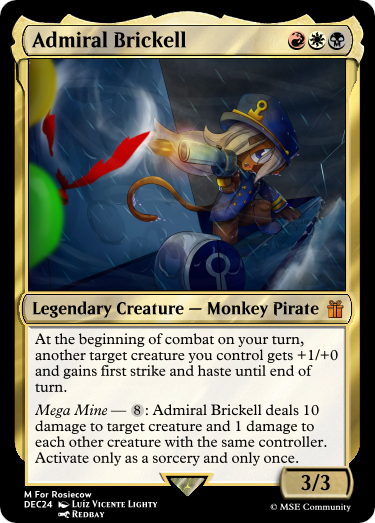 Admiral Brickell
Legendary Creature — Monkey Pirate
At the beginning of combat on your turn,
another target creature you control gets +1/+0
and gains first strike and haste until end of
turn.
Mega Mine — 8: Admiral Brickell deals 10
damage to target creature and 1 damage to
each other creature with the same controller.
Activate only as a sorcery and only once.
3/3
M For Rosiecow
DEC24 Luíz Vicente Lighty
Redbay
© MSE Community